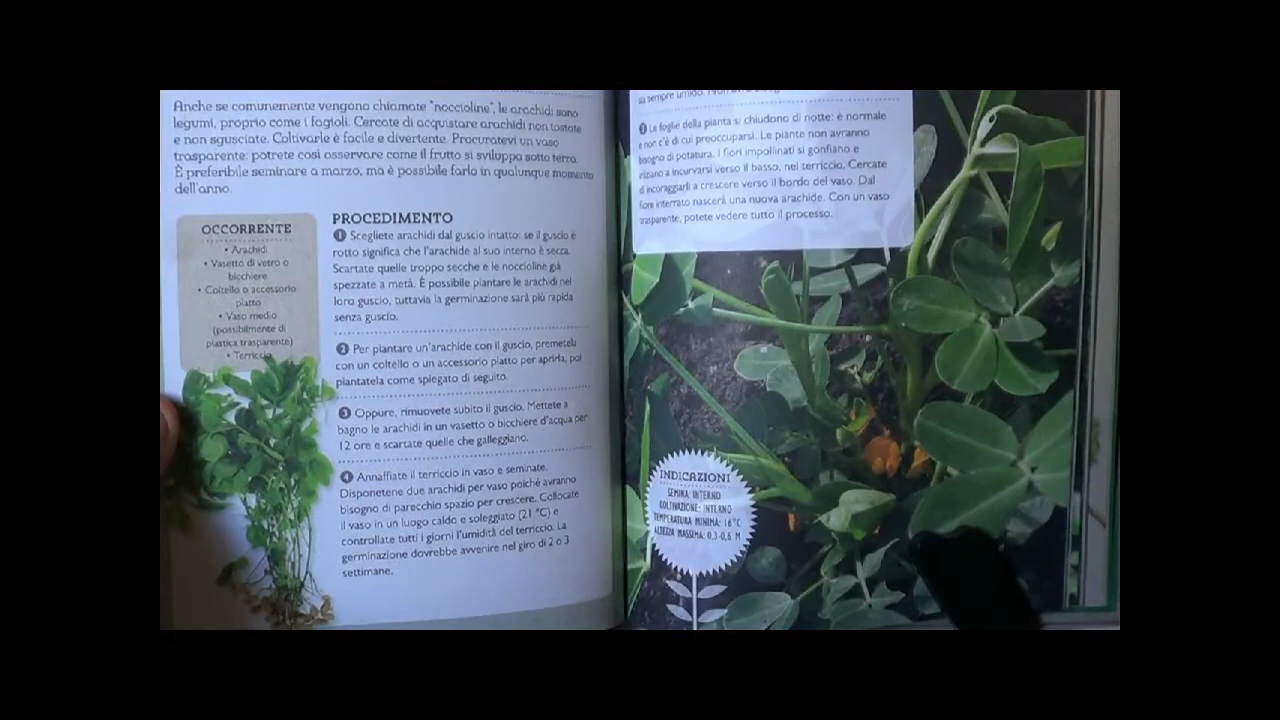 Anche se comunemente vengono chiamate "noccioline", le arachidi sono
legumi, proprio come i fagioli. Cercate di acquistare arachidi non tostate
e non sgusciate. Coltivarle è facile e divertente. Procuratevi un vaso
trasparente: potrete così osservare come il frutto si sviluppa sotto terra.
È preferibile seminare a marzo, ma è possibile farlo in qualunque momento
dell'anno.
OCCORRENTE
• Arachidi
• Vasetto di vetro o
bicchiere
• Coltello o accessorio
piatto
• Vaso medio
(possibilmente di
plastica trasparente)
• Terriccio
PROCEDIMENTO
1 Scegliete arachidi dal guscio intatto: se il guscio è
rotto significa che l'arachide al suo interno è secca.
Scartate quelle troppo secche e le noccioline già
spezzate a metà. È possibile piantare le arachidi nel
loro guscio, tuttavia la germinazione sarà più rapida
senza guscio.
2 Per piantare un'arachide con il guscio, premetela
con un coltello o un accessorio piatto per aprirla, poi
piantatela come spiegato di seguito.
3 Oppure, rimuovete subito il guscio. Mettete a
bagno le arachidi in un vasetto o bicchiere d'acqua per
12 ore e scartate quelle che galleggiano.
4 Annaffiate il terriccio in vaso e seminate.
Disponetene due arachidi per vaso poiché avranno
bisogno di parecchio spazio per crescere. Collocate
il vaso in un luogo caldo e soleggiato (21 °C) e
controllate tutti i giorni l'umidità del terriccio. La
germinazione dovrebbe avvenire nel giro di 2 o 3
settimane.
sia sempre umido.
Le foglie della pianta si chiudono di notte: è normale
e non c'è di cui preoccuparsi. Le piante non avranno
bisogno di potatura. I fiori impollinati si gonfiano e
iniziano a incurvarsi verso il basso, nel terriccio. Cercate
di incoraggiarli a crescere verso il bordo del vaso. Dal
fiore interrato nascerà una nuova arachide. Con un vaso
trasparente, potete vedere tutto il processo.
INDICAZIONI
SEMINA: INTERNO
COLTIVAZIONE: INTERNO
TEMPERATURA MINIMA: 16°C
ALTEZZA MASSIMA: 0,3-0,6 M